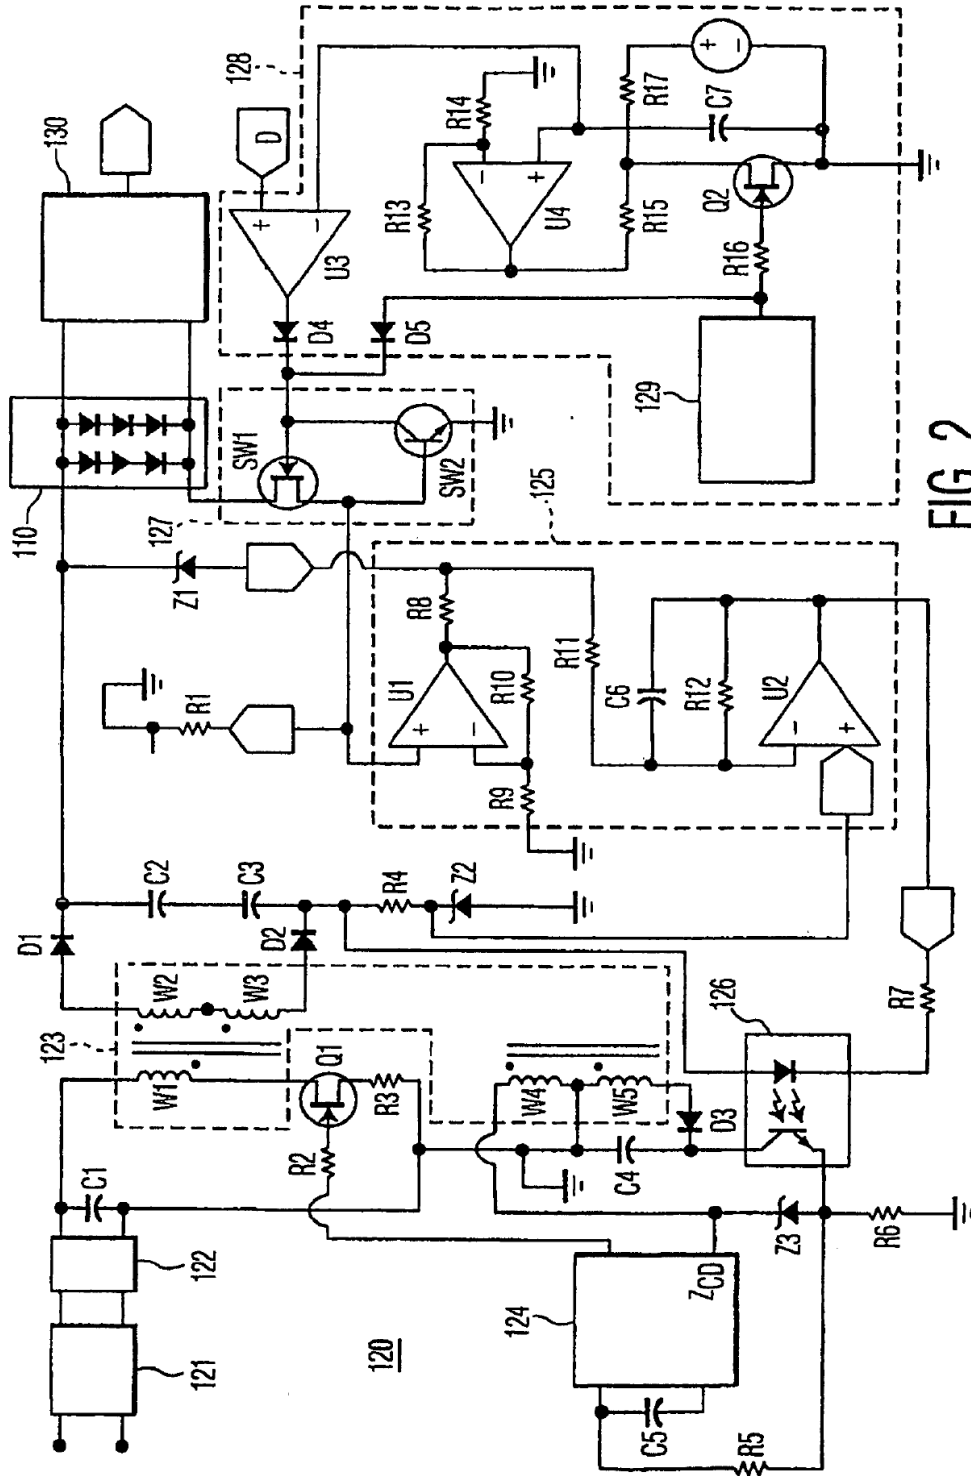 130
128
D
+
−
U3
R14
R13
−
+
U4
R17
+
−
C7
R15
Q2
R16
D4
D5
129
110
SW1
SW2
127
Z1
125
FIG 2
R1
R8
U1
+
−
R10
R9
R11
C6
R12
U2
−
+
D1
C2
C3
D2
R4
Z2
123
W2
W3
W1
Q1
R3
R2
126
R7
W4
W5
D3
C4
C1
122
121
120
124
ZCD
Z3
R6
C5
R5